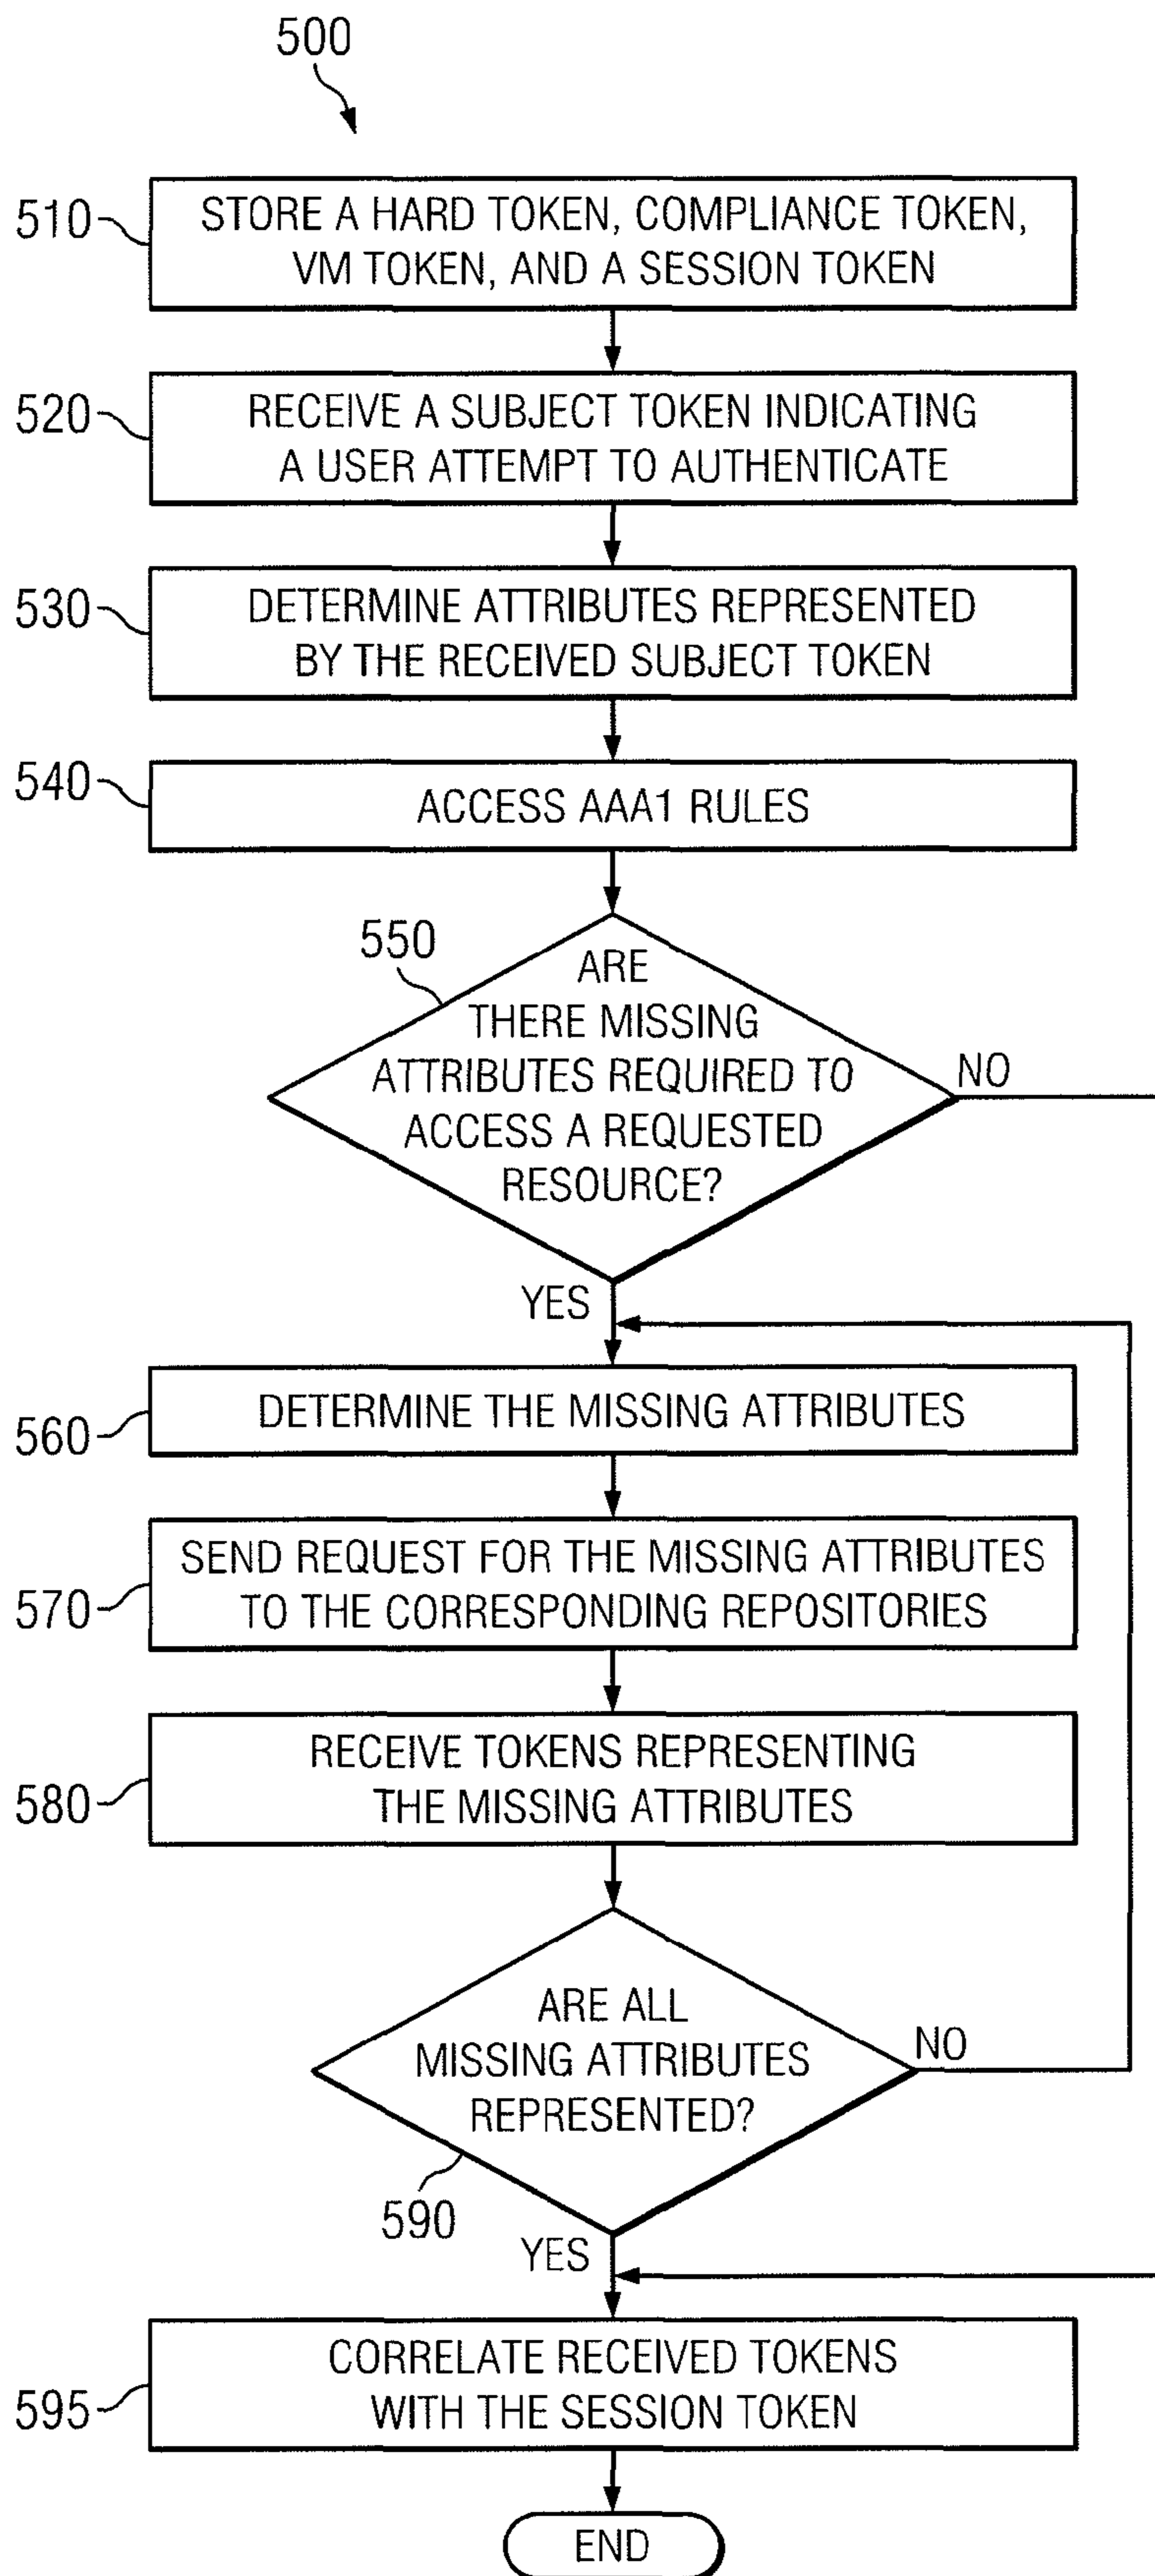 500
510
STORE A HARD TOKEN, COMPLIANCE TOKEN,
VM TOKEN, AND A SESSION TOKEN
520
RECEIVE A SUBJECT TOKEN INDICATING
A USER ATTEMPT TO AUTHENTICATE
530
DETERMINE ATTRIBUTES REPRESENTED
BY THE RECEIVED SUBJECT TOKEN
540
ACCESS AAA1 RULES
550
ARE
THERE MISSING
ATTRIBUTES REQUIRED TO
ACCESS A REQUESTED
RESOURCE?
NO
YES
560
DETERMINE THE MISSING ATTRIBUTES
570
SEND REQUEST FOR THE MISSING ATTRIBUTES
TO THE CORRESPONDING REPOSITORIES
580
RECEIVE TOKENS REPRESENTING
THE MISSING ATTRIBUTES
ARE ALL
MISSING ATTRIBUTES
REPRESENTED?
NO
590
YES
595
CORRELATE RECEIVED TOKENS
WITH THE SESSION TOKEN
END